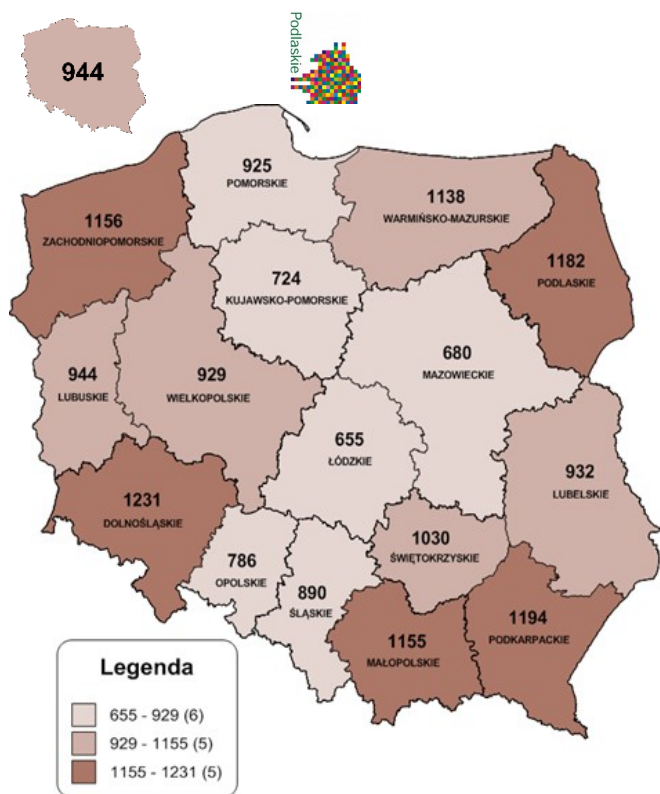 944
Podlaskie
925
POMORSKIE
1138
WARMIŃSKO-MAZURSKIE
1156
ZACHODNIOPOMORSKIE
1182
PODLASKIE
724
KUJAWSKO-POMORSKIE
680
MAZOWIECKIE
944
LUBUSKIE
929
WIELKOPOLSKIE
655
ŁÓDZKIE
932
LUBELSKIE
1231
DOLNOŚLĄSKIE
1030
ŚWIĘTOKRZYSKIE
786
OPOLSKIE
890
ŚLĄSKIE
1194
PODKARPACKIE
1155
MAŁOPOLSKIE
Legenda
655 - 929 (6)
929 - 1155 (5)
1155 - 1231 (5)